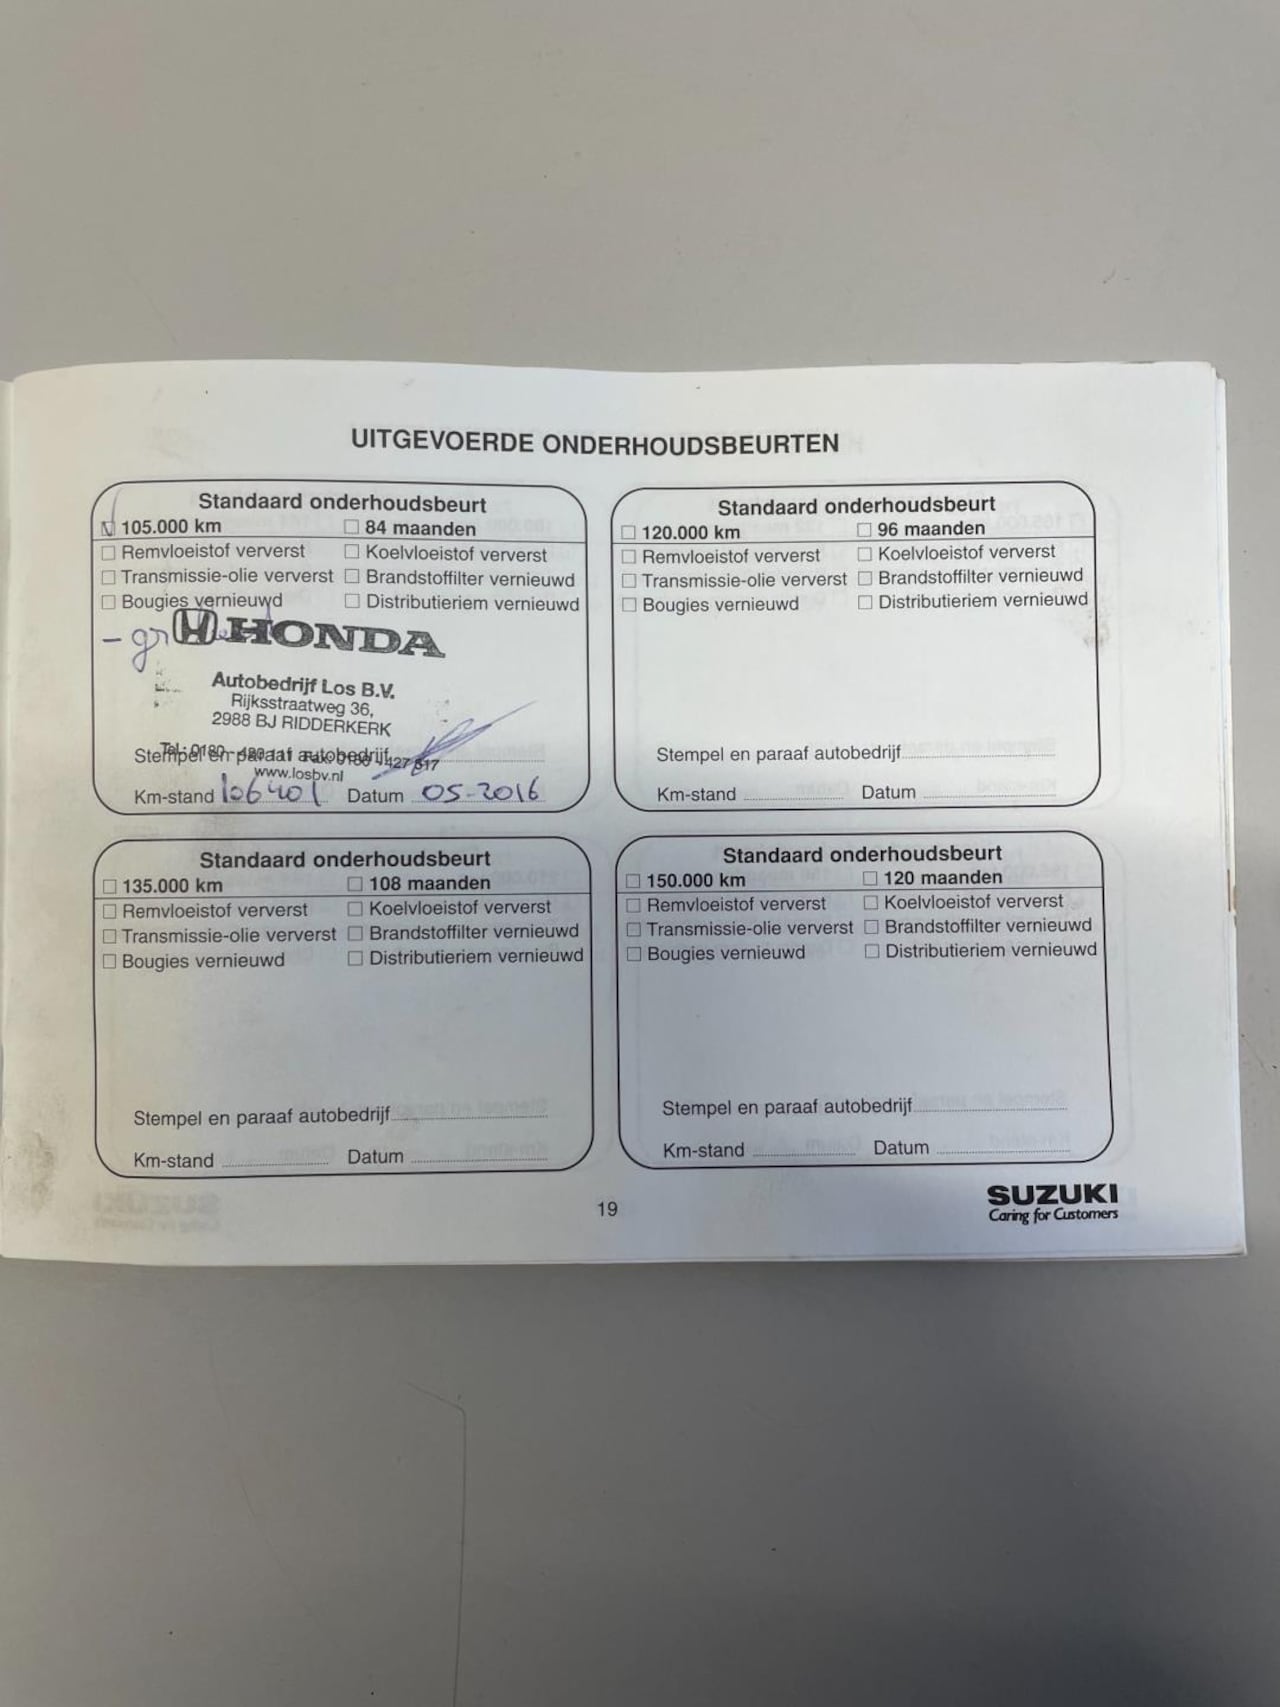 UITGEVOERDE ONDERHOUDSBEURTEN
Standaard onderhoudsbeurt
105.000 km 84 maanden
Remvloeistof ververst Koelvloeistof ververst
Transmissie-olie ververst Brandstoffilter vernieuwd
Bougies vernieuwd Distributieriem vernieuwd
HONDA
Autobedrijf Los B.V.
Rijksstraatweg 36,
2988 BJ RIDDERKERK
Stempel en paraaf autobedrijf
www.losbv.nl
Km-stand 106401 Datum 05-2016
Standaard onderhoudsbeurt
120.000 km 96 maanden
Remvloeistof ververst Koelvloeistof ververst
Transmissie-olie ververst Brandstoffilter vernieuwd
Bougies vernieuwd Distributieriem vernieuwd
Stempel en paraaf autobedrijf
Km-stand Datum
Standaard onderhoudsbeurt
135.000 km 108 maanden
Remvloeistof ververst Koelvloeistof ververst
Transmissie-olie ververst Brandstoffilter vernieuwd
Bougies vernieuwd Distributieriem vernieuwd
Stempel en paraaf autobedrijf
Km-stand Datum
Standaard onderhoudsbeurt
150.000 km 120 maanden
Remvloeistof ververst Koelvloeistof ververst
Transmissie-olie ververst Brandstoffilter vernieuwd
Bougies vernieuwd Distributieriem vernieuwd
Stempel en paraaf autobedrijf
Km-stand Datum
19
SUZUKI
Caring for Customers